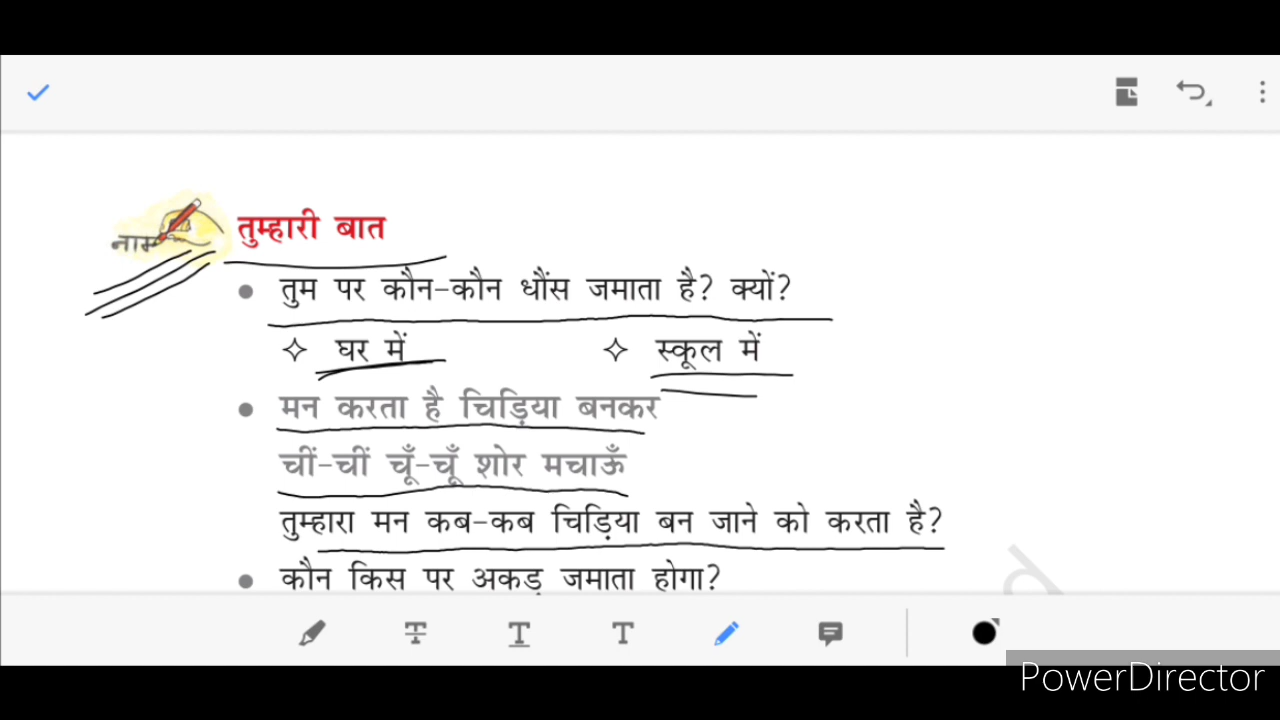 नाम
तुम्हारी बात
तुम पर कौन-कौन धौंस जमाता है? क्यों?
घर में स्कूल में
मन करता है चिड़िया बनकर
चीं-चीं चूँ-चूँ शोर मचाऊँ
तुम्हारा मन कब-कब चिड़िया बन जाने को करता है?
कौन किस पर अकड़ जमाता होगा?
T T T
PowerDirector